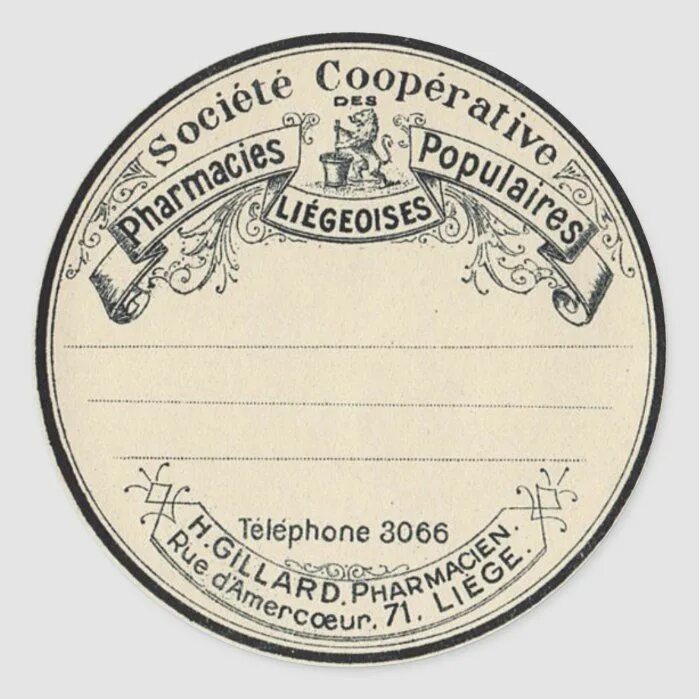 Société Coopérative
DES
Pharmacies Populaires
LIÉGEOISES
Téléphone 3066
H. GILLARD. PHARMACIEN.
Rue d'Amercœur. 71. LIÉGE.